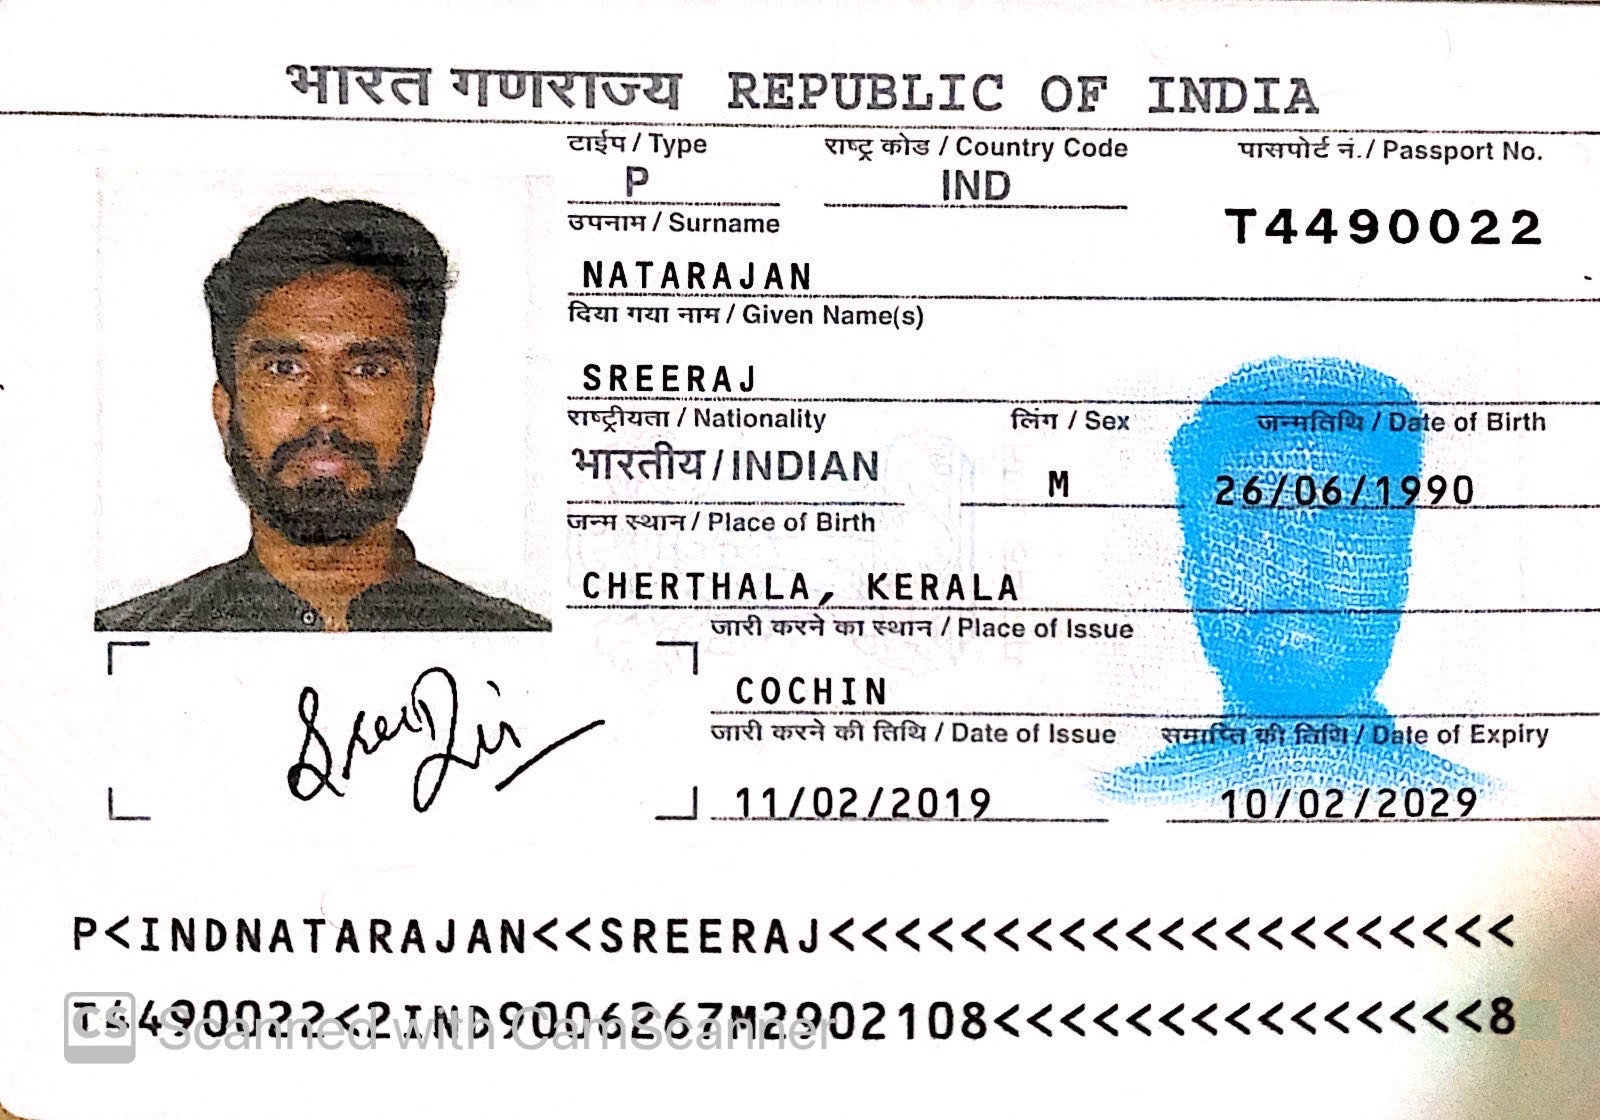 भारत गणराज्य REPUBLIC OF INDIA
टाईप / Type
राष्ट्र कोड / Country Code
पासपोर्ट नं. / Passport No.
P
IND
T4490022
उपनाम / Surname
NATARAJAN
दिया गया नाम / Given Name(s)
SREERAJ
राष्ट्रीयता / Nationality
लिंग / Sex
जन्मतिथि / Date of Birth
भारतीय / INDIAN
M
26/06/1990
जन्म स्थान / Place of Birth
CHERTHALA, KERALA
जारी करने का स्थान / Place of Issue
COCHIN
जारी करने की तिथि / Date of Issue
समाप्ति की तिथि / Date of Expiry
11/02/2019
10/02/2029
P<INDNATARAJAN<<SREERAJ<<<<<<<<<<<<<<<<<<<<<
T4490022<2IND9006267M2902108<<<<<<<<<<<<<<<8
CS Scanned with CamScanner